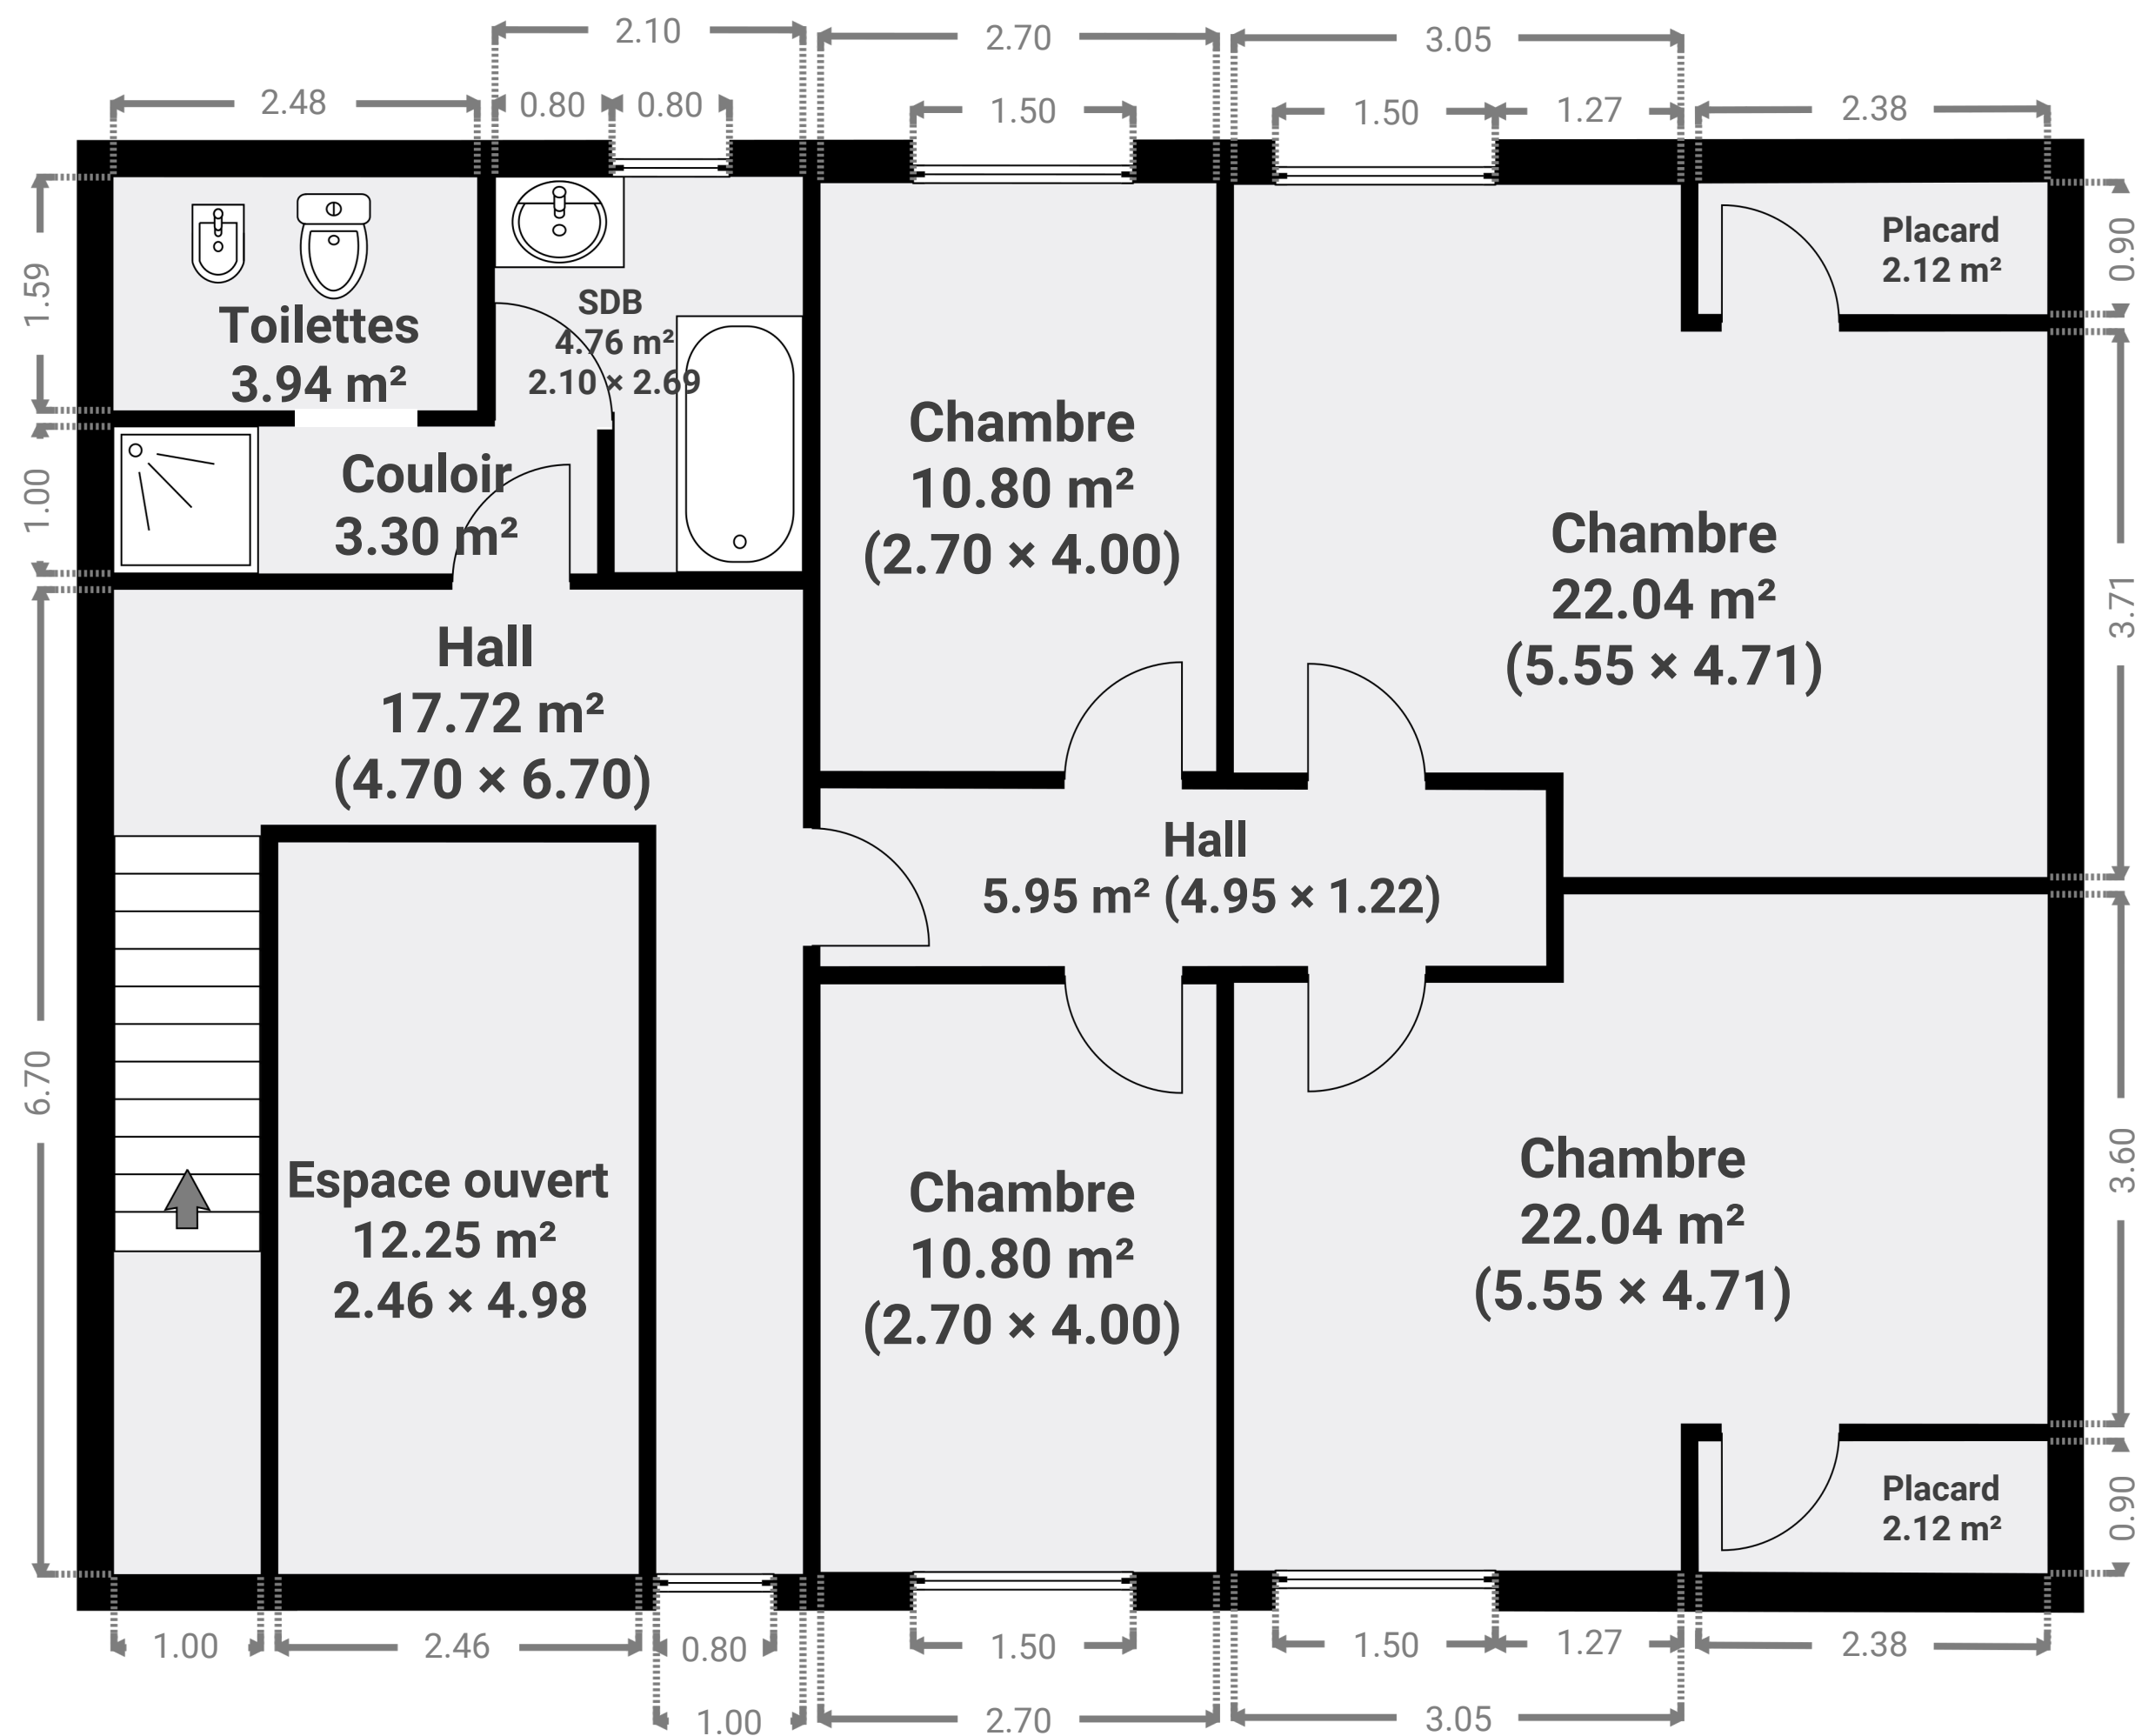 2.10
2.70
3.05
2.48
0.80
0.80
1.50
1.50
1.27
2.38
1.59
Toilettes
3.94 m²
SDB
4.76 m²
2.10 × 2.69
Placard
2.12 m²
0.90
1.00
Couloir
3.30 m²
Chambre
10.80 m²
(2.70 × 4.00)
Chambre
22.04 m²
(5.55 × 4.71)
3.71
Hall
17.72 m²
(4.70 × 6.70)
Hall
5.95 m² (4.95 × 1.22)
6.70
Espace ouvert
12.25 m²
2.46 × 4.98
Chambre
10.80 m²
(2.70 × 4.00)
Chambre
22.04 m²
(5.55 × 4.71)
3.60
Placard
2.12 m²
0.90
1.00
2.46
0.80
1.50
1.50
1.27
2.38
1.00
2.70
3.05